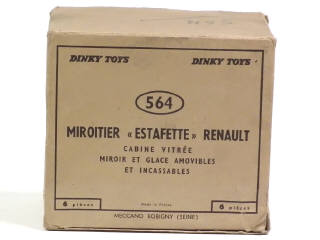 DINKY TOYS DINKY TOYS
564
MIROITIER «ESTAFETTE» RENAULT
CABINE VITRÉE
MIROIR ET GLACE AMOVIBLES
ET INCASSABLES
6 pièces Made in France 6 pièces
MECCANO BOBIGNY (SEINE)